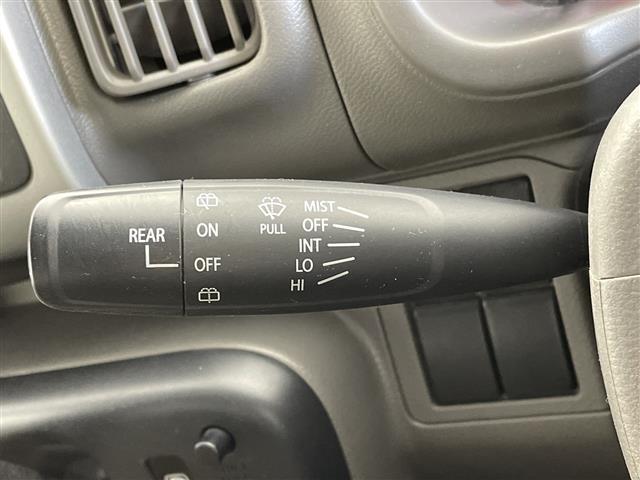 REAR
ON
OFF
PULL
MIST
OFF
INT
LO
HI